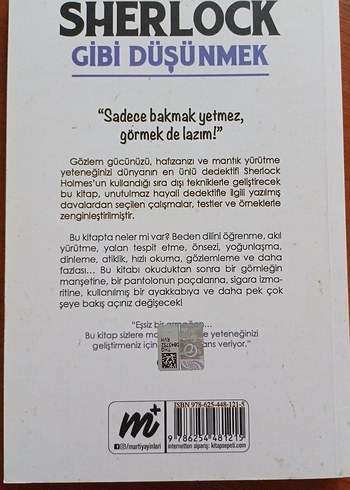 SHERLOCK
GIBI DÜŞÜNMEK
“Sadece bakmak yetmez,
görmek de lazım!”
Gözlem gücünüzü, hafızanızı ve mantık yürütme
yeteneğinizi dünyanın en ünlü dedektifi Sherlock
Holmes'un kullandığı sıra dışı tekniklerle geliştirecek
bu kitap, unutulmaz hayali dedektifle ilgili yazılmış
davalardan seçilen çalışmalar, testler ve örneklerle
zenginleştirilmiştir.
Bu kitapta neler mi var? Beden dilini öğrenme, akıl
yürütme, yalan tespit etme, önsezi, yoğunlaşma,
dinleme, atiklik, hızlı okuma, gözlemleme ve daha
fazlası... Bu kitabı okuduktan sonra bir gömleğin
manşetine, bir pantolonun paçalarına, sigara izma-
ritine, kullanılmış bir ayakkabıya ve daha pek çok
şeye bakış açınız değişecek!
“Eşsiz bir
Bu kitap sizlere yeteneğinizi
geliştirmeniz için ans veriyor.”
m+
/martiyayinlari
ISBN 978-625-448-121-5
9 786254 481215
internetten sipariş: kitapsepeti.com